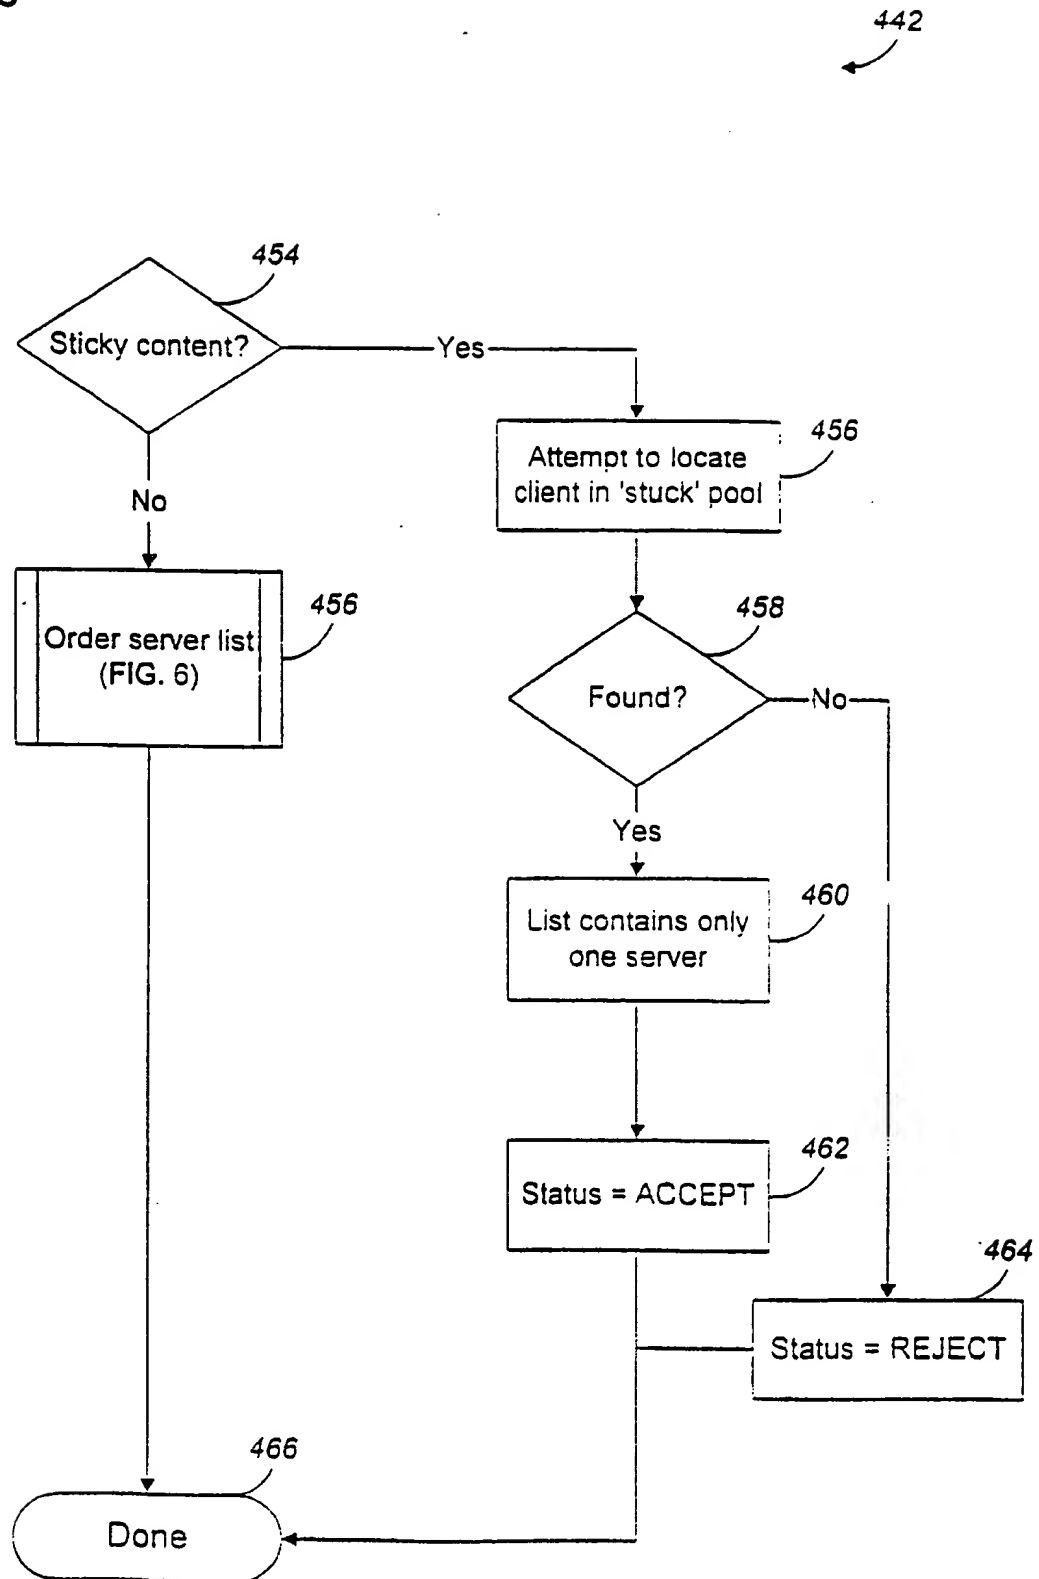 442
454
Sticky content?
Yes
456
Attempt to locate
client in 'stuck' pool
No
456
Order server list
(FIG. 6)
458
Found?
No
Yes
460
List contains only
one server
462
Status = ACCEPT
464
Status = REJECT
466
Done